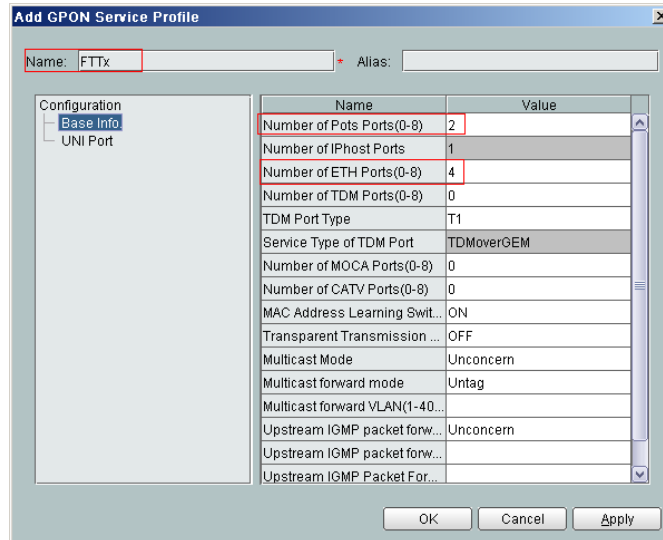 Add GPON Service Profile
Name: FTTx * Alias:
Configuration
Base Info.
UNI Port
Name Value
Number of Pots Ports(0-8) 2
Number of IPhost Ports 1
Number of ETH Ports(0-8) 4
Number of TDM Ports(0-8) 0
TDM Port Type T1
Service Type of TDM Port TDMoverGEM
Number of MOCA Ports(0-8) 0
Number of CATV Ports(0-8) 0
MAC Address Learning Swit... ON
Transparent Transmission ... OFF
Multicast Mode Unconcern
Multicast forward mode Untag
Multicast forward VLAN(1-40...
Upstream IGMP packet forw... Unconcern
Upstream IGMP packet forw...
Upstream IGMP Packet For...
OK Cancel Apply